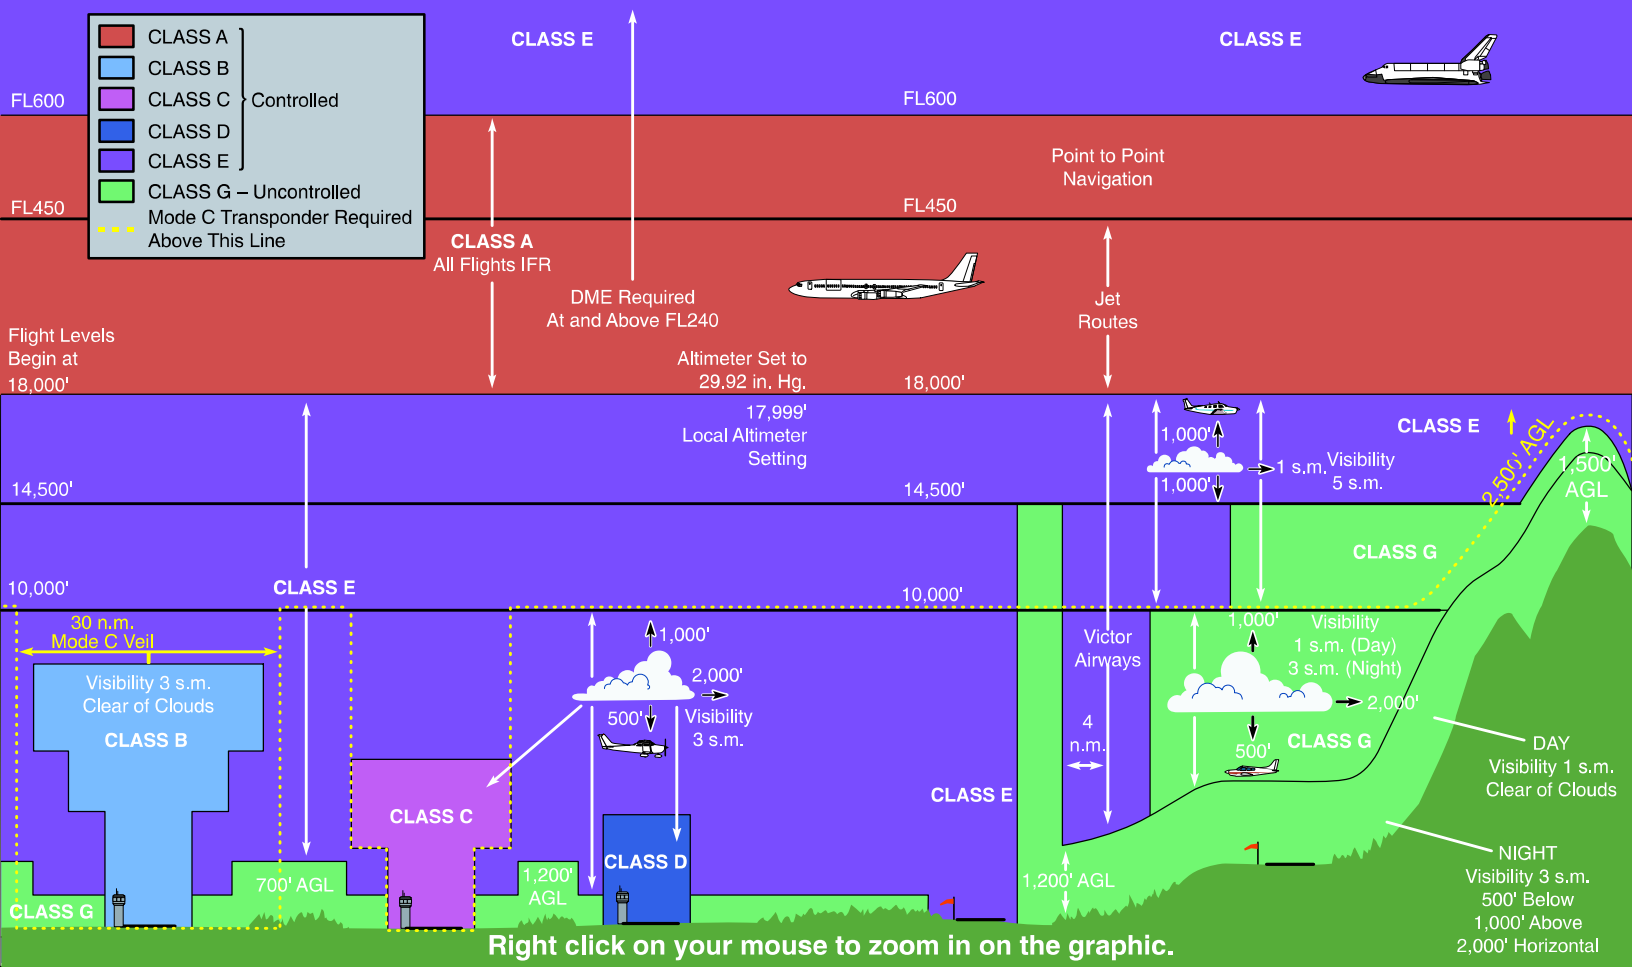 CLASS A
CLASS B
CLASS C
CLASS D
CLASS E
Controlled
CLASS G – Uncontrolled
Mode C Transponder Required
Above This Line
CLASS E
CLASS E
FL600
FL600
Point to Point
Navigation
FL450
FL450
CLASS A
All Flights IFR
DME Required
At and Above FL240
Jet
Routes
Flight Levels
Begin at
18,000'
Altimeter Set to
29.92 in. Hg.
18,000'
17,999'
Local Altimeter
Setting
1,000'
1 s.m.
1,000'
Visibility
5 s.m.
CLASS E
2,500' AGL
1,500'
AGL
14,500'
14,500'
CLASS G
CLASS E
10,000'
10,000'
30 n.m.
Mode C Veil
Visibility 3 s.m.
Clear of Clouds
CLASS B
1,000'
2,000'
500'
Visibility
3 s.m.
Victor
Airways
4
n.m.
1,000'
Visibility
1 s.m. (Day)
3 s.m. (Night)
2,000'
500'
CLASS G
DAY
Visibility 1 s.m.
Clear of Clouds
CLASS C
CLASS E
CLASS D
700' AGL
1,200'
AGL
1,200' AGL
CLASS G
NIGHT
Visibility 3 s.m.
500' Below
1,000' Above
2,000' Horizontal
Right click on your mouse to zoom in on the graphic.